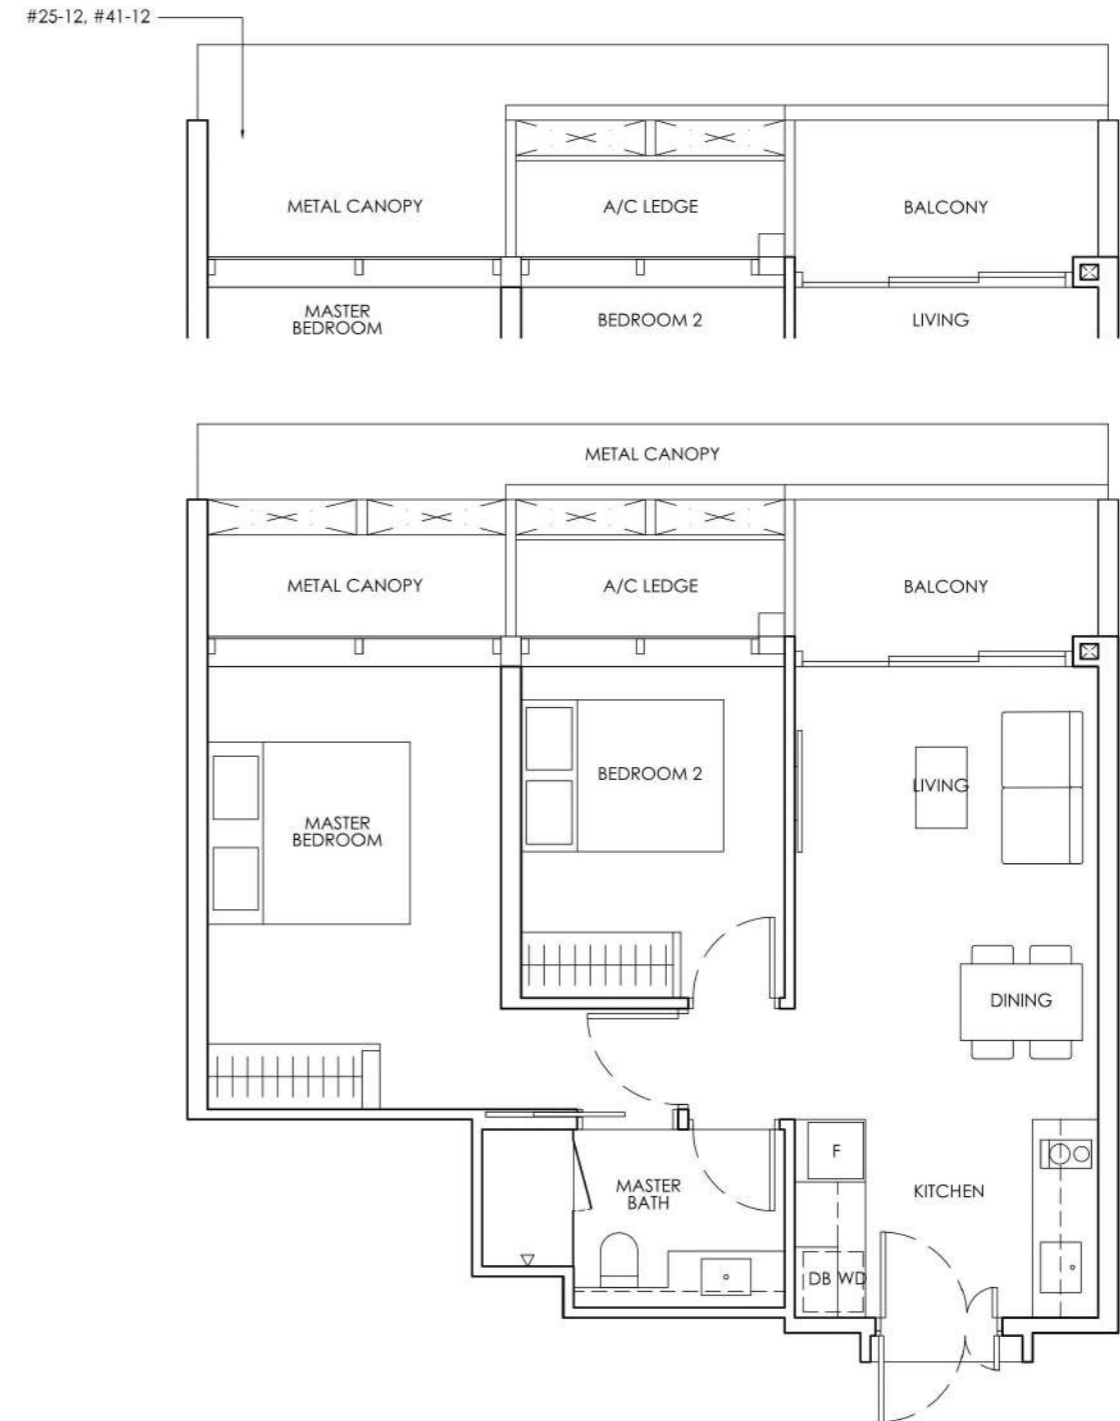 #25-12, #41-12
METAL CANOPY
A/C LEDGE
BALCONY
MASTER
BEDROOM
BEDROOM 2
LIVING
METAL CANOPY
METAL CANOPY
A/C LEDGE
BALCONY
BEDROOM 2
LIVING
MASTER
BEDROOM
DINING
F
KITCHEN
MASTER
BATH
DB WD